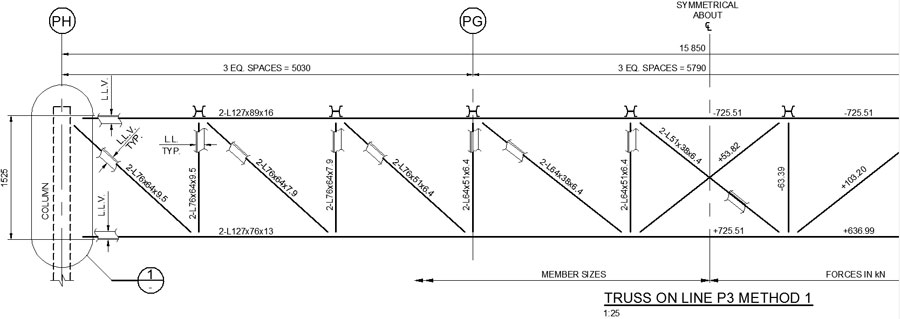 SYMMETRICAL
ABOUT
℄
PH
PG
15 850
3 EQ. SPACES = 5030
3 EQ. SPACES = 5790
L.L.V.
2-L127x89x16
-725.51
-725.51
L.L.V.
TYP.
L.L.
TYP.
2-L76x64x9.5
2-L76x64x9.5
2-L76x64x7.9
2-L76x64x7.9
2-L76x51x6.4
2-L64x51x6.4
2-L64x38x6.4
2-L64x51x6.4
2-L51x38x6.4
+53.82
-63.39
+103.20
1525
COLUMN
L.L.V.
2-L127x76x13
+725.51
+636.99
1
-
MEMBER SIZES
FORCES IN kN
TRUSS ON LINE P3 METHOD 1
1:25